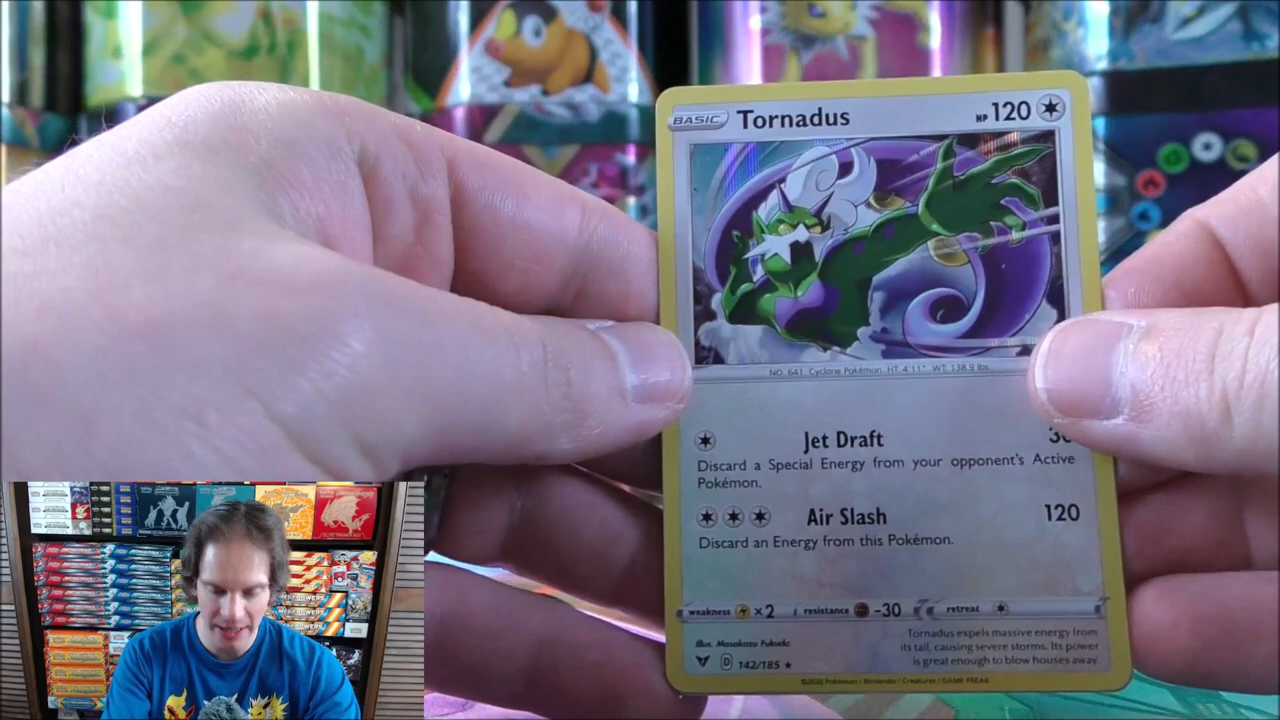 BASIC Tornadus HP 120
NO. 641 Cyclone Pokémon HT: 4'11" WT: 138.9 lbs.
Jet Draft
Discard a Special Energy from your opponent's Active
Pokémon.
Air Slash 120
Discard an Energy from this Pokémon.
weakness ×2 resistance -30 retreat
Illus. Masakazu Fukuda
Tornadus expels massive energy from
its tail, causing severe storms. Its power
is great enough to blow houses away.
D 142/185
©2020 Pokémon / Nintendo / Creatures / GAME FREAK